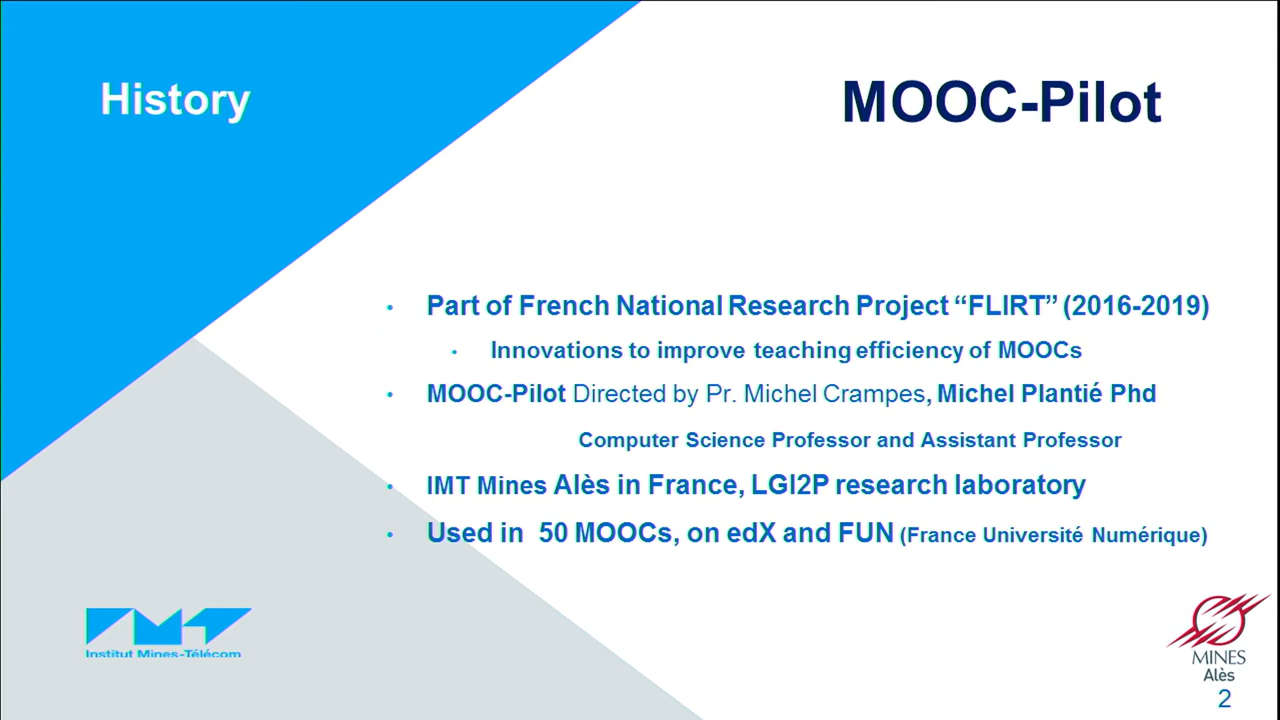 History
MOOC-Pilot
• Part of French National Research Project “FLIRT” (2016-2019)
• Innovations to improve teaching efficiency of MOOCs
• MOOC-Pilot Directed by Pr. Michel Crampes, Michel Plantié Phd
Computer Science Professor and Assistant Professor
• IMT Mines Alès in France, LGI2P research laboratory
• Used in 50 MOOCs, on edX and FUN (France Université Numérique)
IMT
Institut Mines-Télécom
MINES
Alès
2